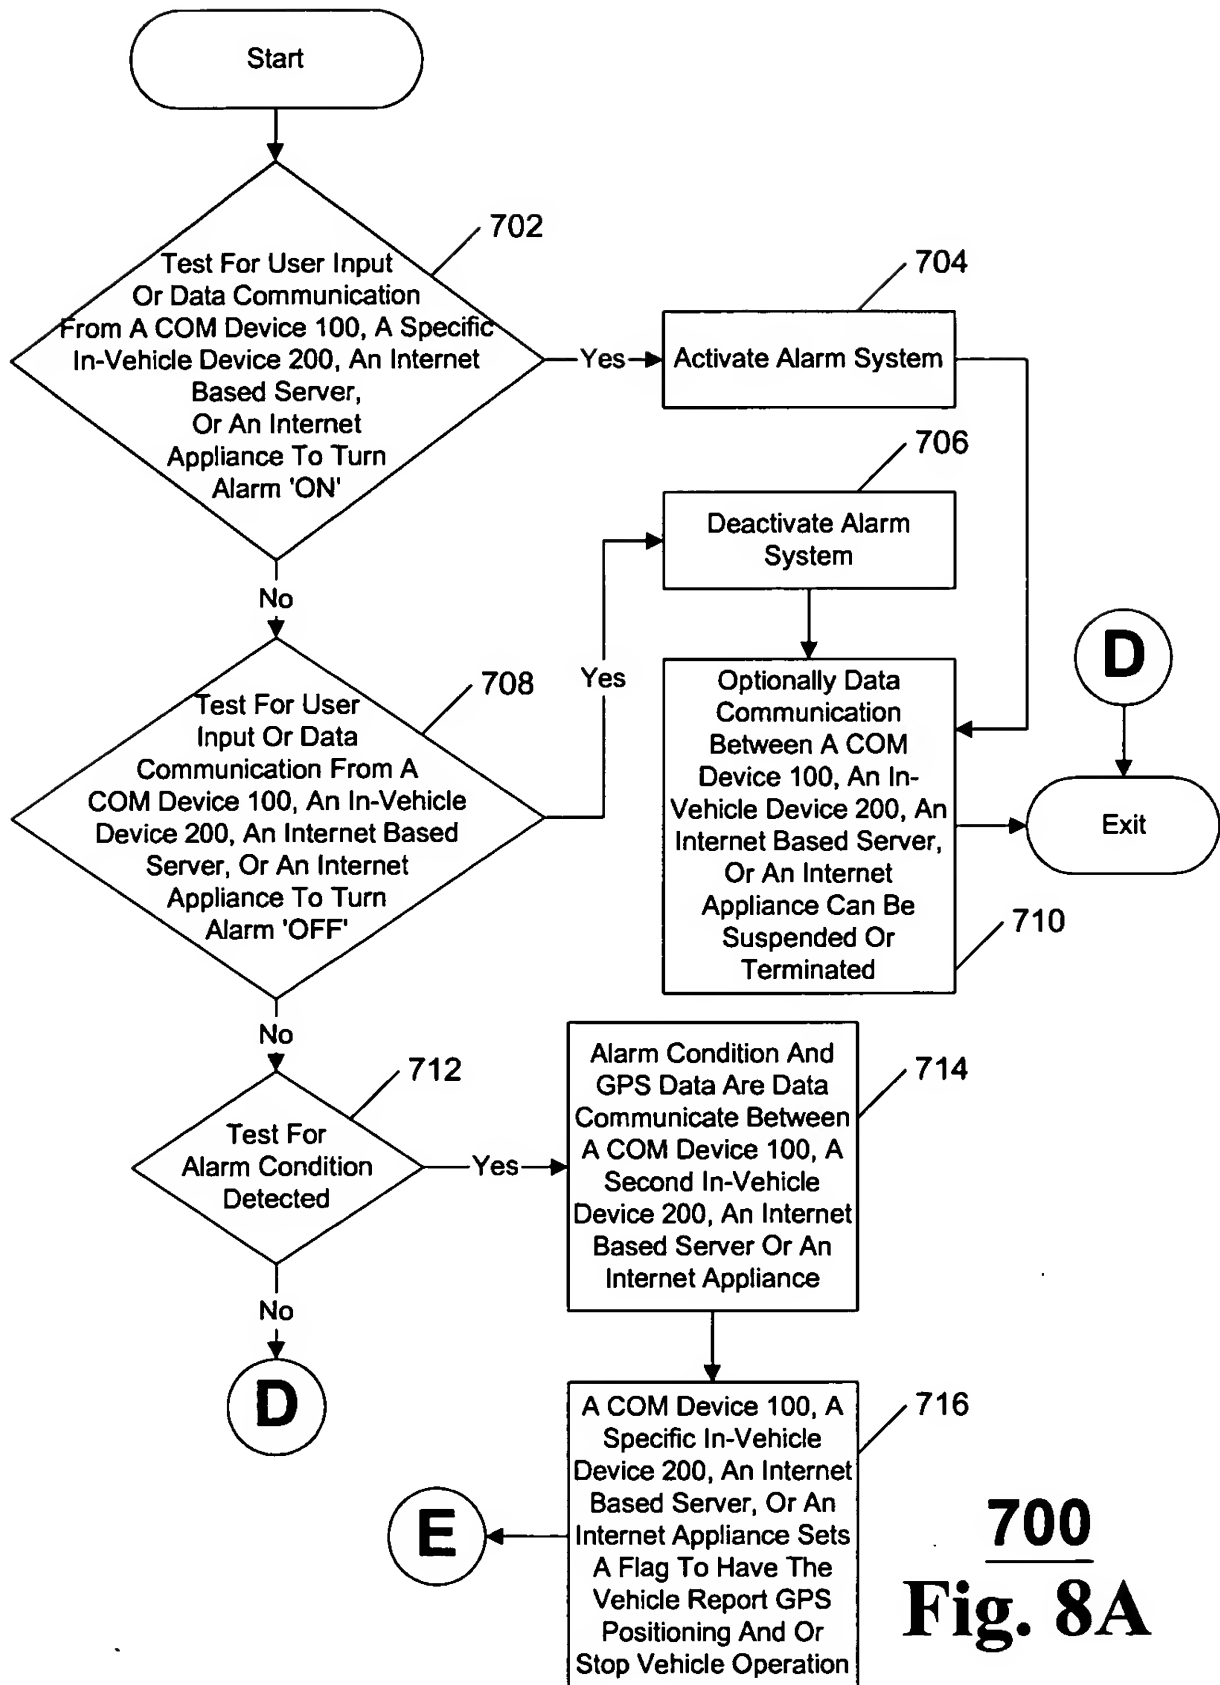 Start
702
Test For User Input
Or Data Communication
From A COM Device 100, A Specific
In-Vehicle Device 200, An Internet
Based Server,
Or An Internet
Appliance To Turn
Alarm 'ON'
Yes
704
Activate Alarm System
706
Deactivate Alarm
System
No
708
Test For User
Input Or Data
Communication From A
COM Device 100, An In-Vehicle
Device 200, An Internet Based
Server, Or An Internet
Appliance To Turn
Alarm 'OFF'
Yes
Optionally Data
Communication
Between A COM
Device 100, An In-
Vehicle Device 200, An
Internet Based Server,
Or An Internet
Appliance Can Be
Suspended Or
Terminated
710
D
Exit
No
712
Test For
Alarm Condition
Detected
Yes
Alarm Condition And
GPS Data Are Data
Communicate Between
A COM Device 100, A
Second In-Vehicle
Device 200, An Internet
Based Server Or An
Internet Appliance
714
No
D
A COM Device 100, A
Specific In-Vehicle
Device 200, An Internet
Based Server, Or An
Internet Appliance Sets
A Flag To Have The
Vehicle Report GPS
Positioning And Or
Stop Vehicle Operation
716
E
700
Fig. 8A